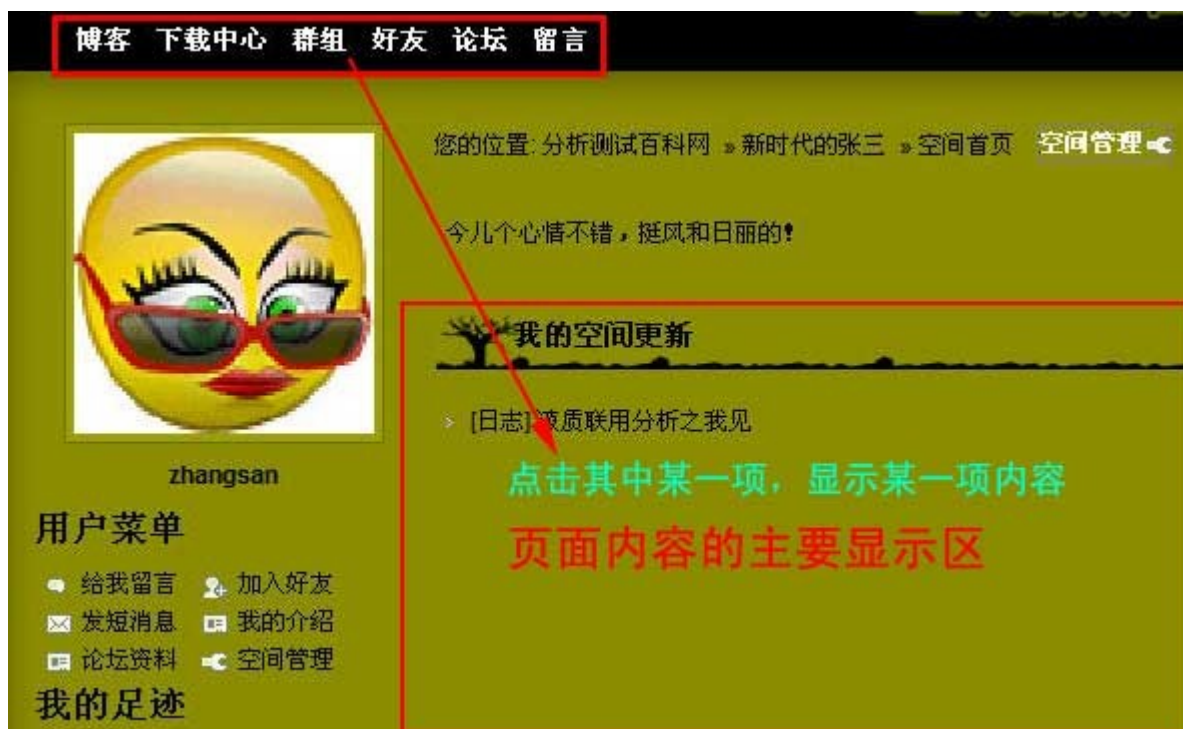 博客 下载中心 群组 好友 论坛 留言
您的位置: 分析测试百科网 » 新时代的张三 » 空间首页 空间管理
今儿个心情不错,挺风和日丽的!
我的空间更新
[日志] 液质联用分析之我见
点击其中某一项,显示某一项内容
页面内容的主要显示区
zhangsan
用户菜单
给我留言 加入好友
发短消息 我的介绍
论坛资料 空间管理
我的足迹